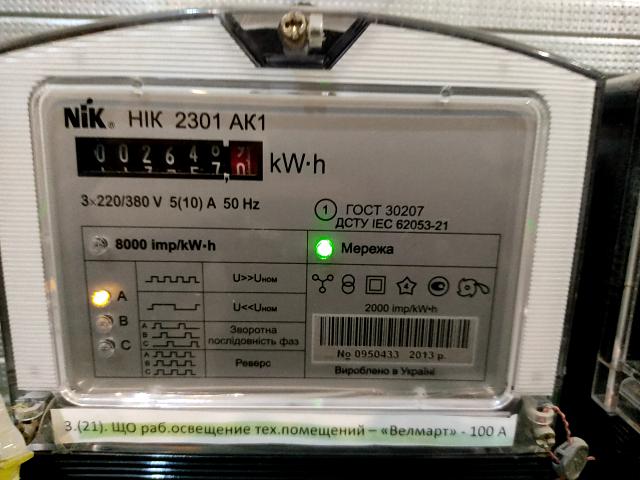 NiK® НІК 2301 АК1
0 0 2 6 4 kW·h
3×220/380 V 5(10) A 50 Hz
1 ГОСТ 30207
ДСТУ IEC 62053-21
8000 imp/kW·h
Мережа
A U>>Uном
B U<<Uном
C A B C Зворотна
послідовність фаз
A B C Реверс
2000 imp/kW·h
No 0950433 2013 р.
Вироблено в Україні
3.(21). ЩО раб.освещение тех.помещений – «Велмарт» - 100 А